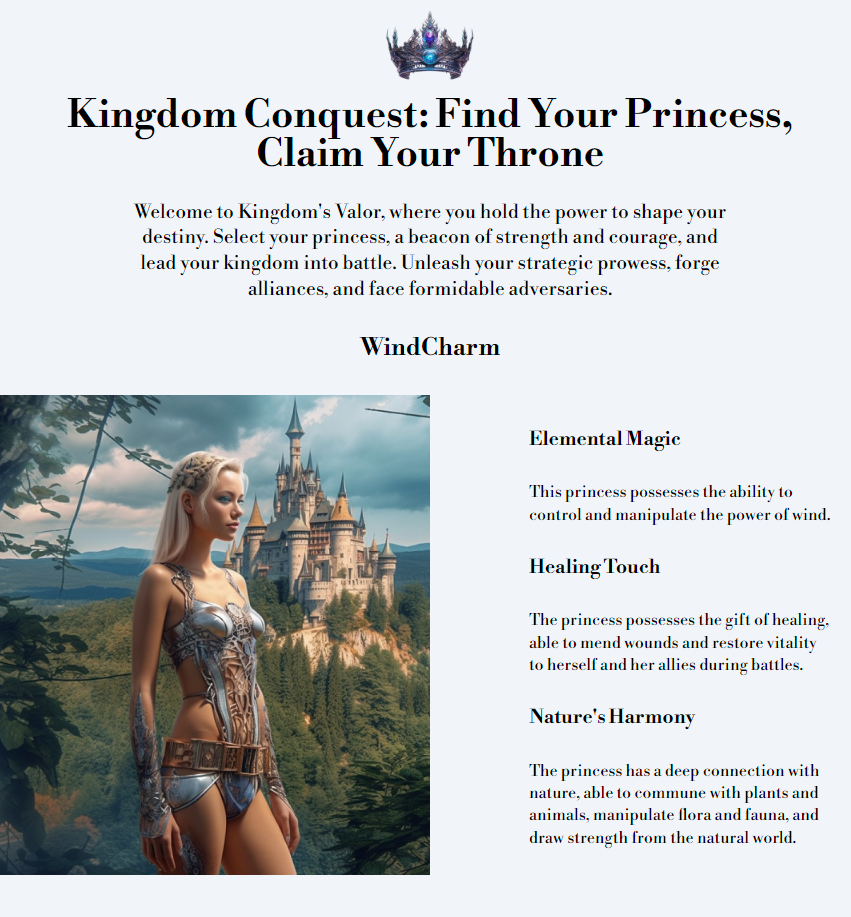 Kingdom Conquest: Find Your Princess,
Claim Your Throne
Welcome to Kingdom's Valor, where you hold the power to shape your
destiny. Select your princess, a beacon of strength and courage, and
lead your kingdom into battle. Unleash your strategic prowess, forge
alliances, and face formidable adversaries.
WindCharm
Elemental Magic
This princess possesses the ability to
control and manipulate the power of wind.
Healing Touch
The princess possesses the gift of healing,
able to mend wounds and restore vitality
to herself and her allies during battles.
Nature's Harmony
The princess has a deep connection with
nature, able to commune with plants and
animals, manipulate flora and fauna, and
draw strength from the natural world.